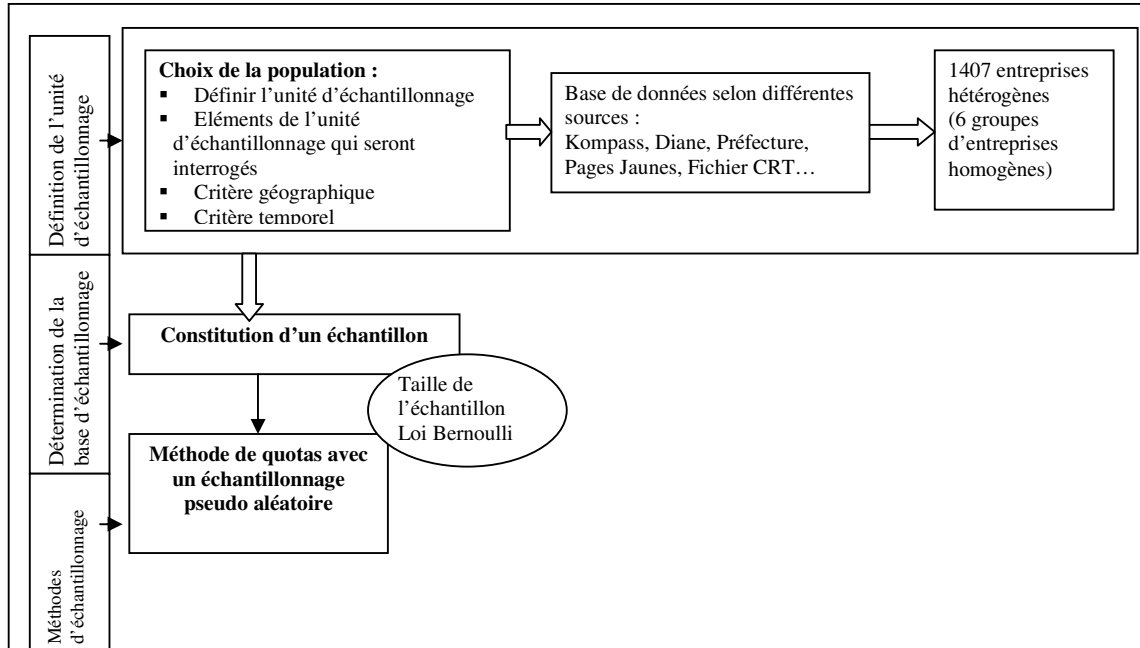 Définition de l'unité
d'échantillonnage
Choix de la population :
▪ Définir l'unité d'échantillonnage
▪ Eléments de l'unité
d'échantillonnage qui seront
interrogés
▪ Critère géographique
▪ Critère temporel
Base de données selon différentes
sources :
Kompass, Diane, Préfecture,
Pages Jaunes, Fichier CRT…
1407 entreprises
hétérogènes
(6 groupes
d'entreprises
homogènes)
Détermination de la
base d'échantillonnage
Constitution d'un échantillon
Taille de
l'échantillon
Loi Bernoulli
Méthodes
d'échantillonnage
Méthode de quotas avec
un échantillonnage
pseudo aléatoire